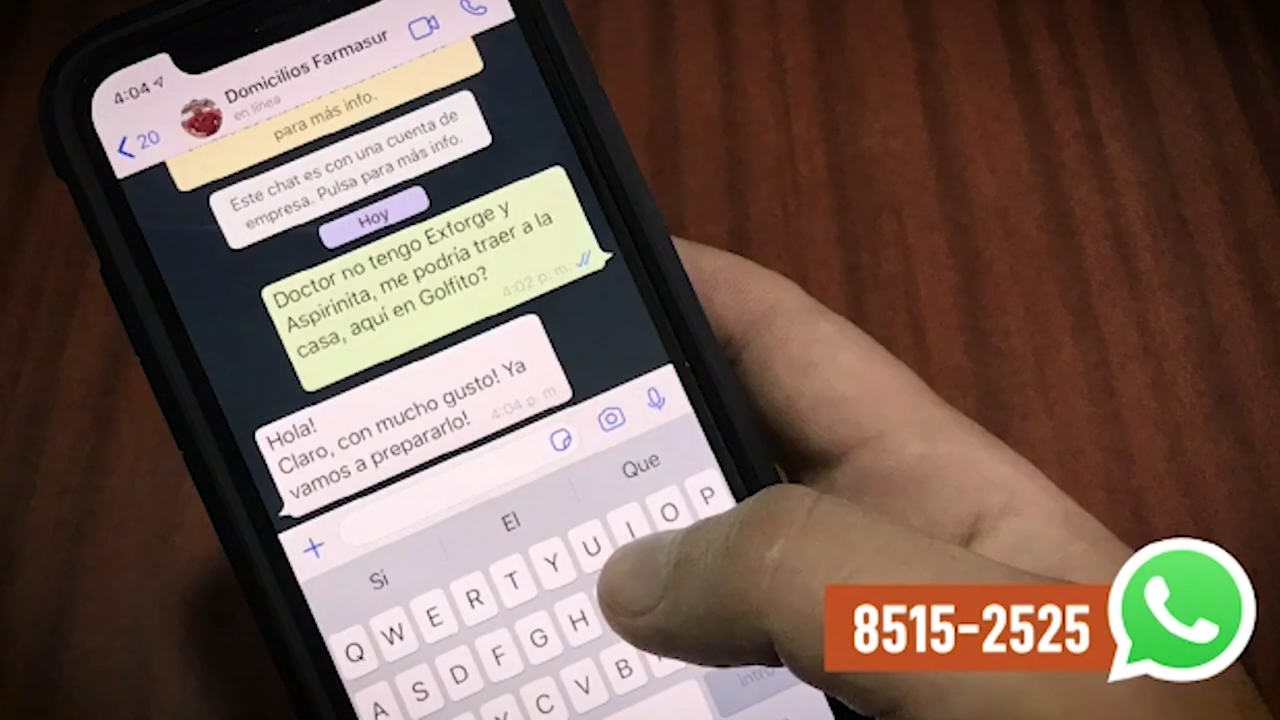 4:04
20
Domicilios Farmasur
en línea
para más info.
Este chat es con una cuenta de
empresa. Pulsa para más info.
Hoy
Doctor no tengo Exforge y
Aspirinita, me podría traer a la
casa, aquí en Golfito?
4:02 p. m.
Hola!
Claro, con mucho gusto! Ya
vamos a prepararlo!
4:04 p. m.
Sí
El
Que
Q W E R T Y U I O P
A S D F G H
C V B
intro
8515-2525